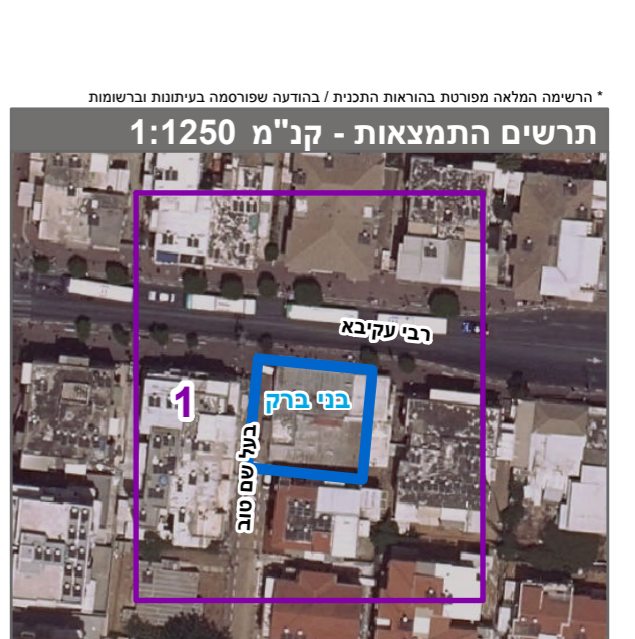 * הרשימה המלאה מפורטת בהוראות התכנית / בהודעה שפורסמה בעיתונות וברשומות
תרשים התמצאות - קנ"מ 1:1250
רבי עקיבא
בני ברק
1
בעל שם טוב